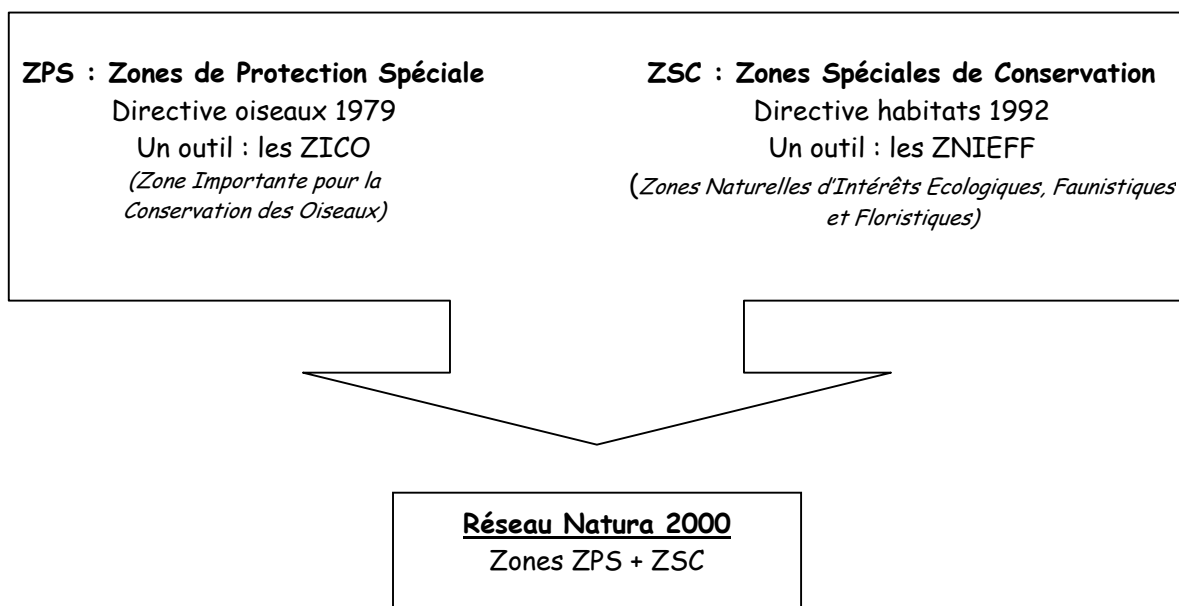 ZPS : Zones de Protection Spéciale
Directive oiseaux 1979
Un outil : les ZICO
(Zone Importante pour la
Conservation des Oiseaux)
ZSC : Zones Spéciales de Conservation
Directive habitats 1992
Un outil : les ZNIEFF
(Zones Naturelles d'Intérêts Ecologiques, Faunistiques
et Floristiques)
Réseau Natura 2000
Zones ZPS + ZSC